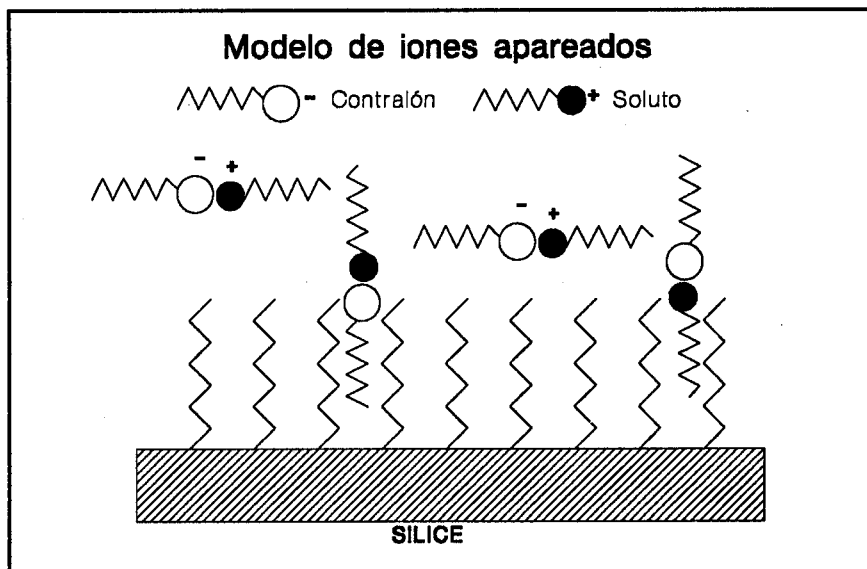 Modelo de iones apareados
- Contraión + Soluto
- +
- +
SILICE